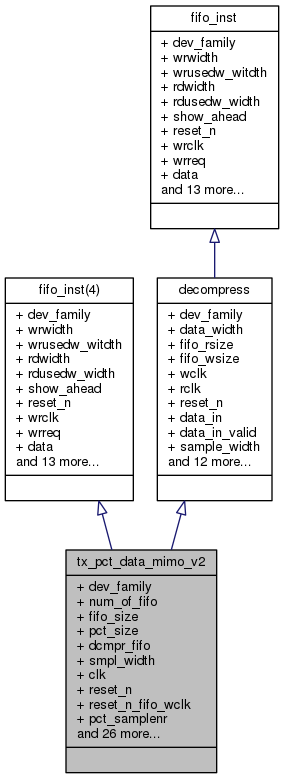 fifo_inst
+ dev_family
+ wrwidth
+ wrusedw_witdth
+ rdwidth
+ rdusedw_width
+ show_ahead
+ reset_n
+ wrclk
+ wrreq
+ data
and 13 more...
fifo_inst(4)
+ dev_family
+ wrwidth
+ wrusedw_witdth
+ rdwidth
+ rdusedw_width
+ show_ahead
+ reset_n
+ wrclk
+ wrreq
+ data
and 13 more...
decompress
+ dev_family
+ data_width
+ fifo_rsize
+ fifo_wsize
+ wclk
+ rclk
+ reset_n
+ data_in
+ data_in_valid
+ sample_width
and 12 more...
tx_pct_data_mimo_v2
+ dev_family
+ num_of_fifo
+ fifo_size
+ pct_size
+ dcmpr_fifo
+ smpl_width
+ clk
+ reset_n
+ reset_n_fifo_wclk
+ pct_samplenr
and 26 more...